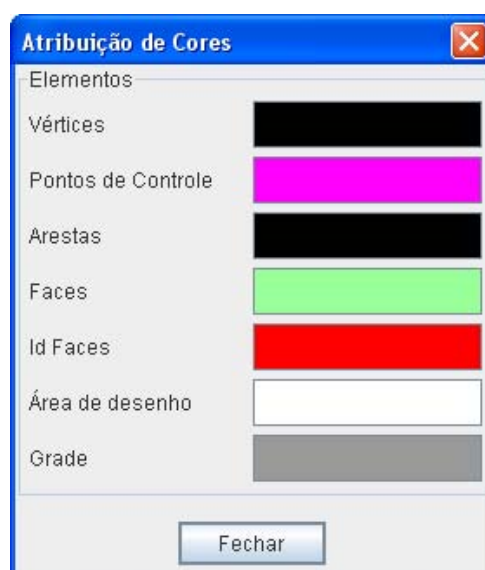 Atribuição de Cores
Elementos
Vértices
Pontos de Controle
Arestas
Faces
Id Faces
Área de desenho
Grade
Fechar